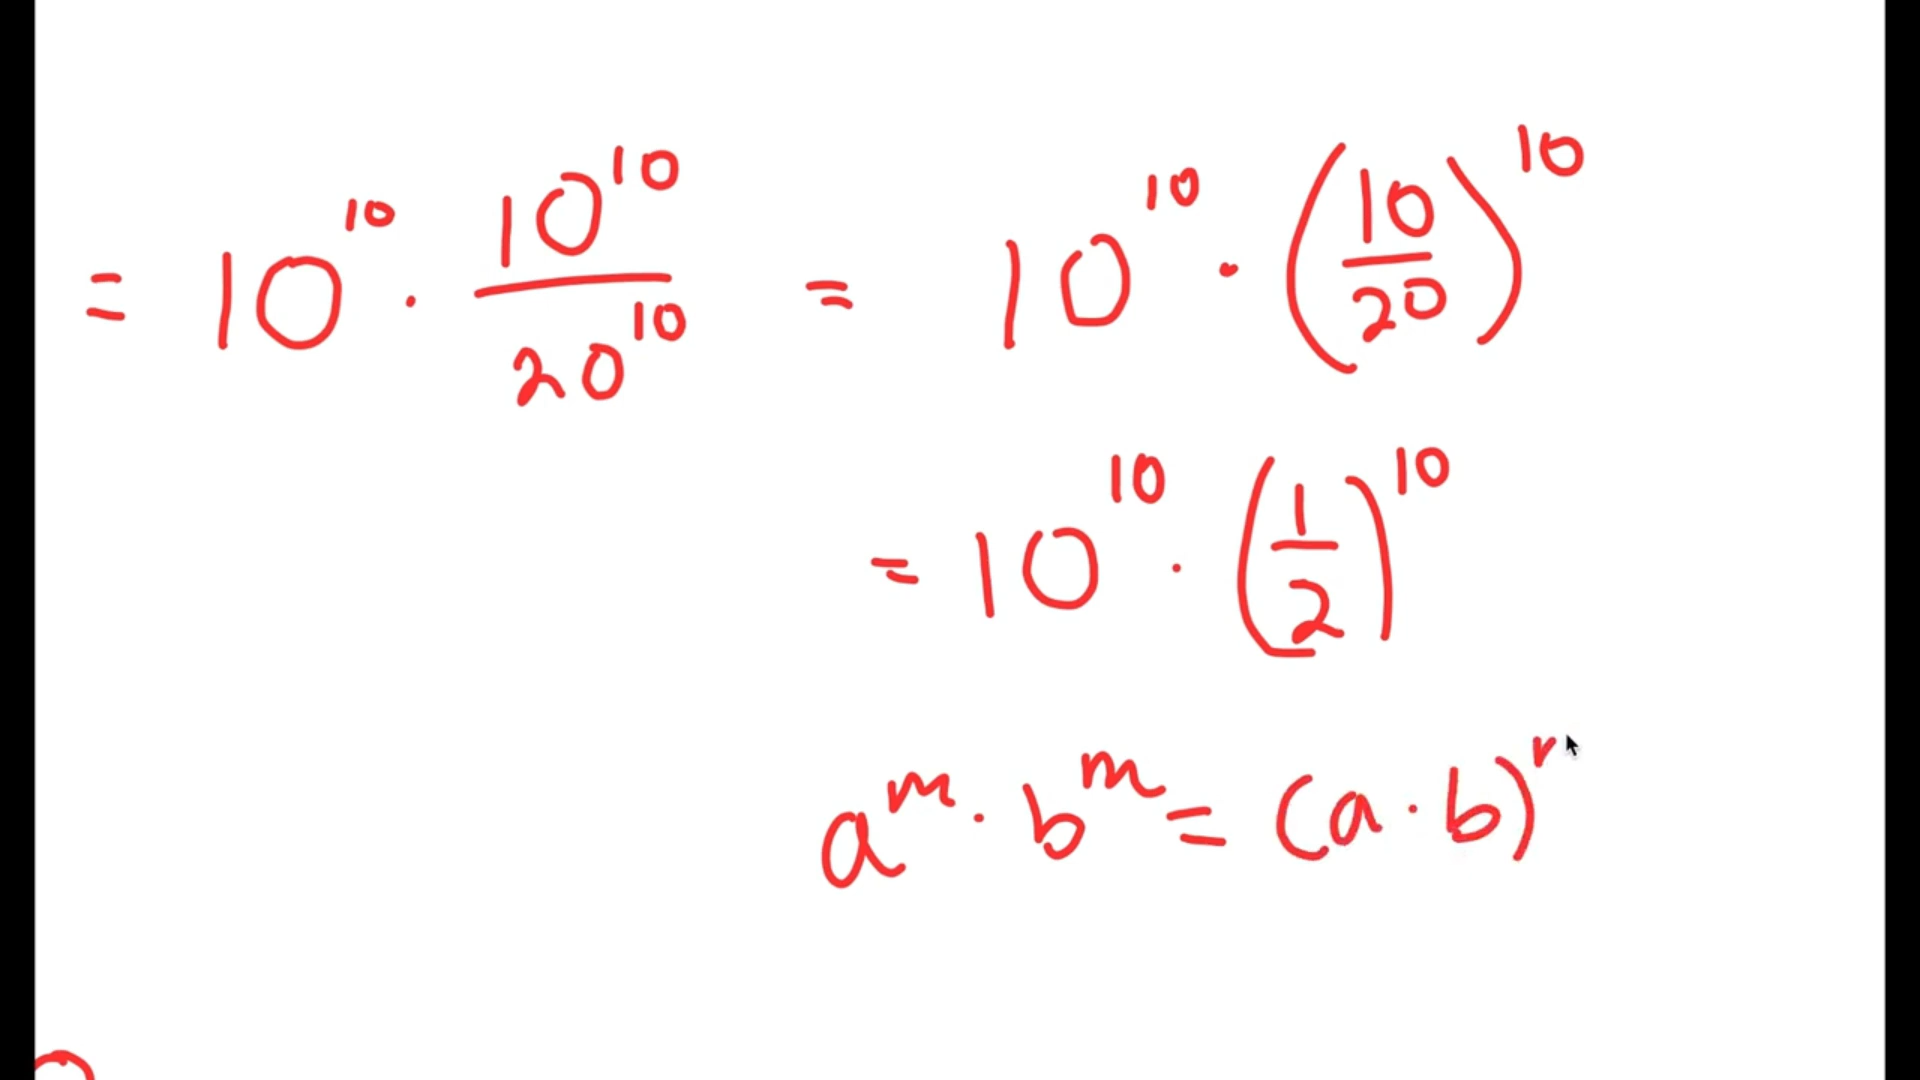 = 10^10 · 10^10/20^10 = 10^10 · (10/20)^10
= 10^10 · (1/2)^10
a^m · b^m = (a · b)^r